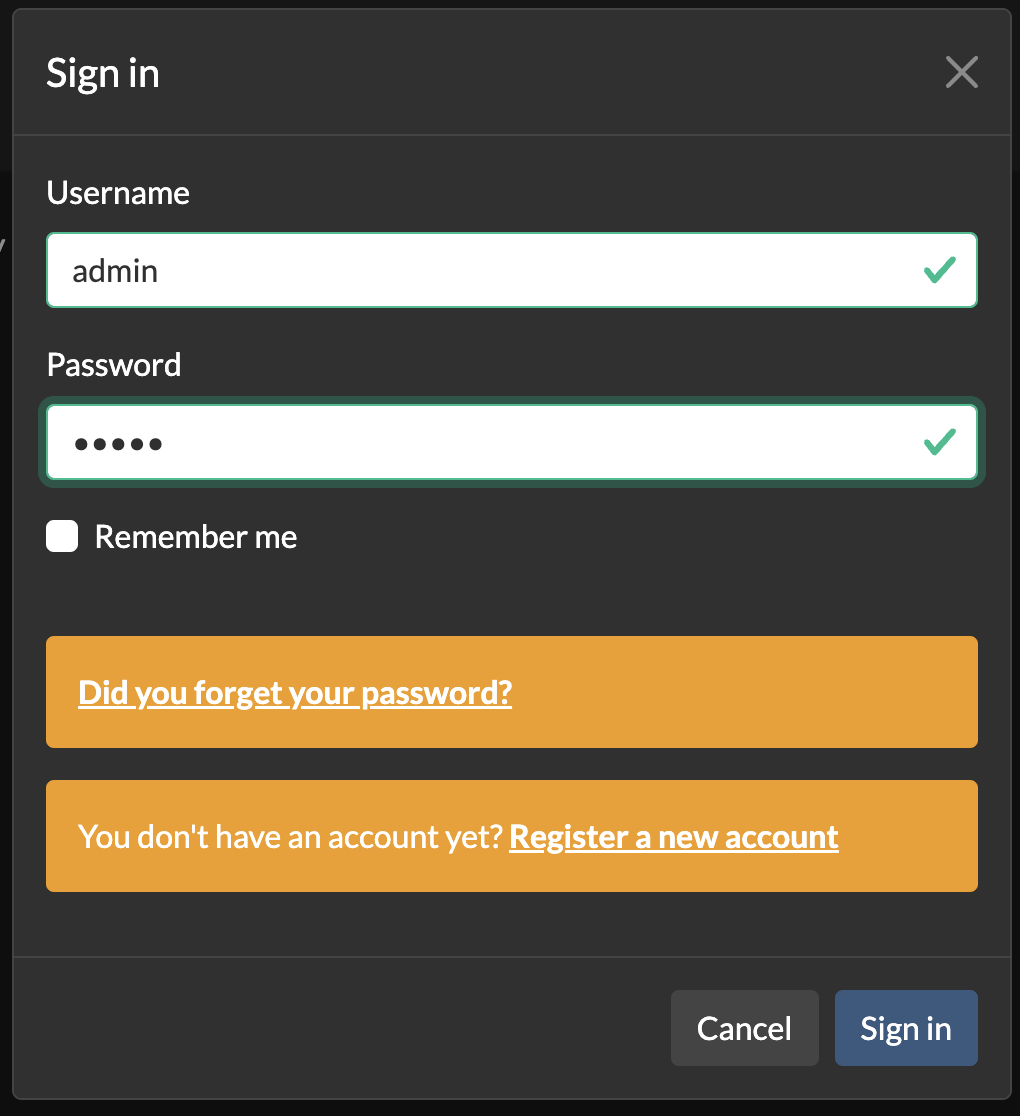 Sign in
Username
admin
Password
•••••
Remember me
Did you forget your password?
You don't have an account yet? Register a new account
Cancel
Sign in